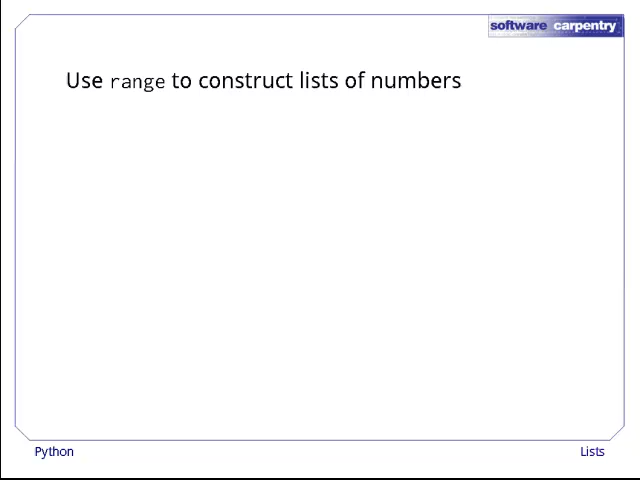 software carpentry
Use range to construct lists of numbers
Python
Lists